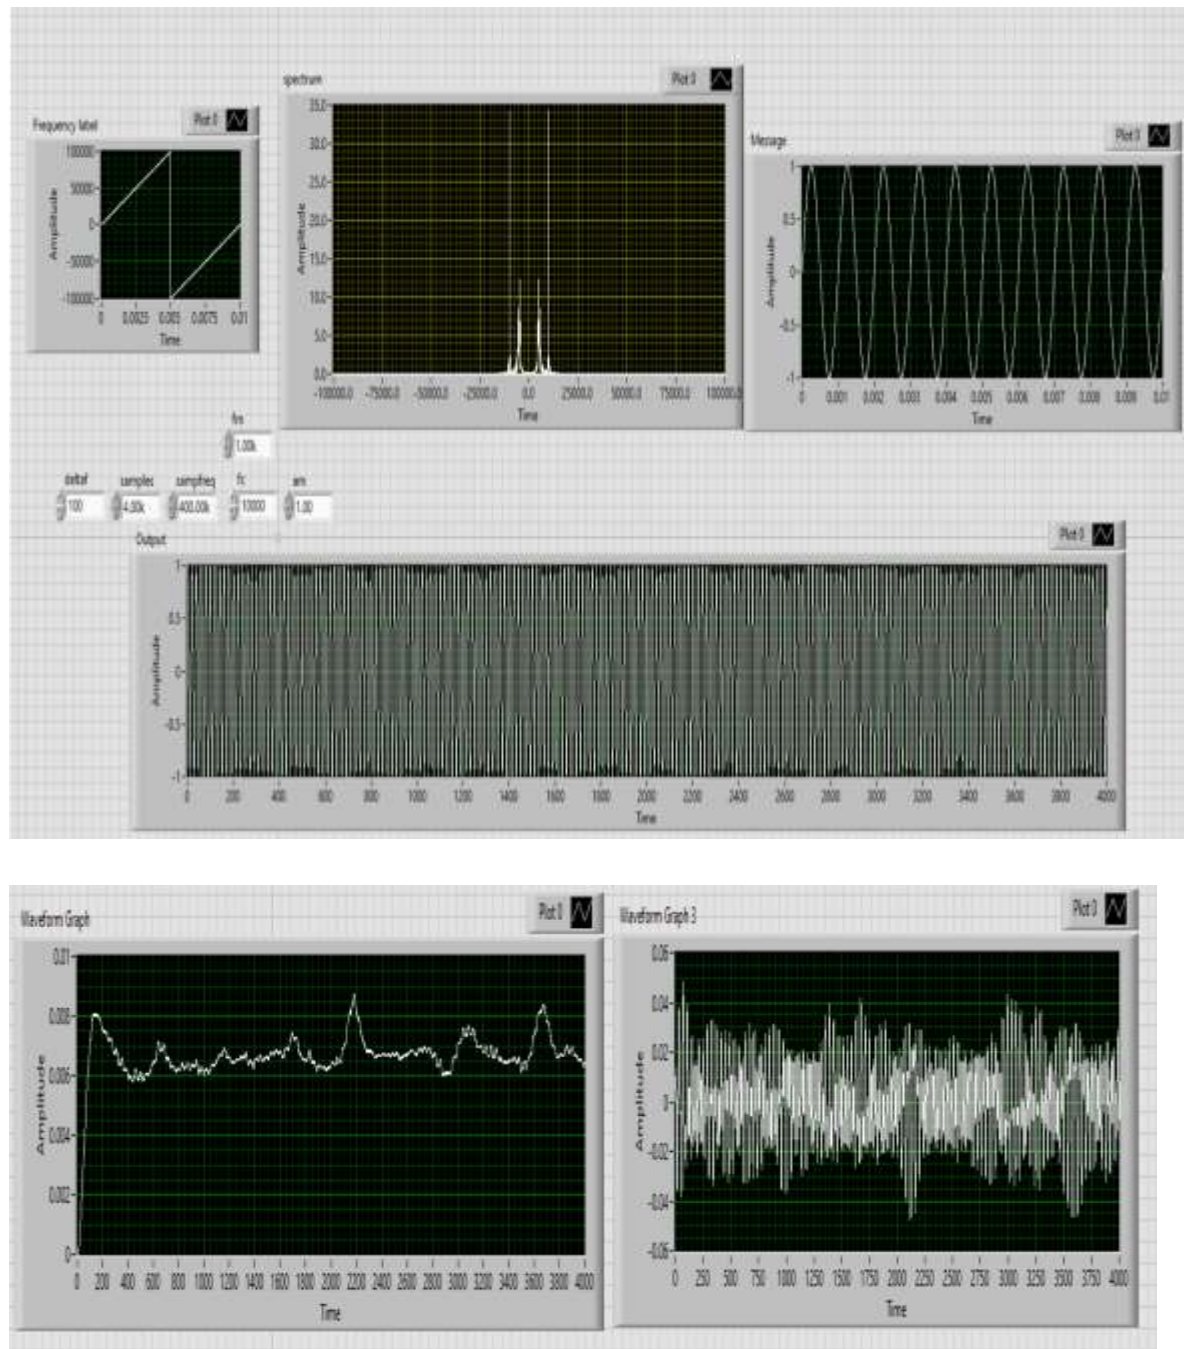 spectrum
Plot 0
35.0
30.0
25.0
20.0
15.0
10.0
5.0
0.0
Amplitude
-100000.0 -75000.0 -50000.0 -25000.0 0.0 25000.0 50000.0 75000.0 100000.0
Time
Frequency label
Plot 0
100000
50000
0
-50000
-100000
Amplitude
0 0.0025 0.005 0.0075 0.01
Time
Message
Plot 0
1
0.5
0
-0.5
-1
Amplitude
0 0.001 0.002 0.003 0.004 0.005 0.006 0.007 0.008 0.009 0.01
Time
fm
1.00k
deltaf samples sampfreq fc am
100 4.00k 400.00k 10000 1.00
Output
Plot 0
1
0.5
0
-0.5
-1
Amplitude
0 200 400 600 800 1000 1200 1400 1600 1800 2000 2200 2400 2600 2800 3000 3200 3400 3600 3800 4000
Time
Waveform Graph
Plot 0
0.01
0.008
0.006
0.004
0.002
0
Amplitude
0 200 400 600 800 1000 1200 1400 1600 1800 2000 2200 2400 2600 2800 3000 3200 3400 3600 3800 4000
Time
Waveform Graph 3
Plot 0
0.06
0.04
0.02
0
-0.02
-0.04
-0.06
Amplitude
0 250 500 750 1000 1250 1500 1750 2000 2250 2500 2750 3000 3250 3500 3750 4000
Time